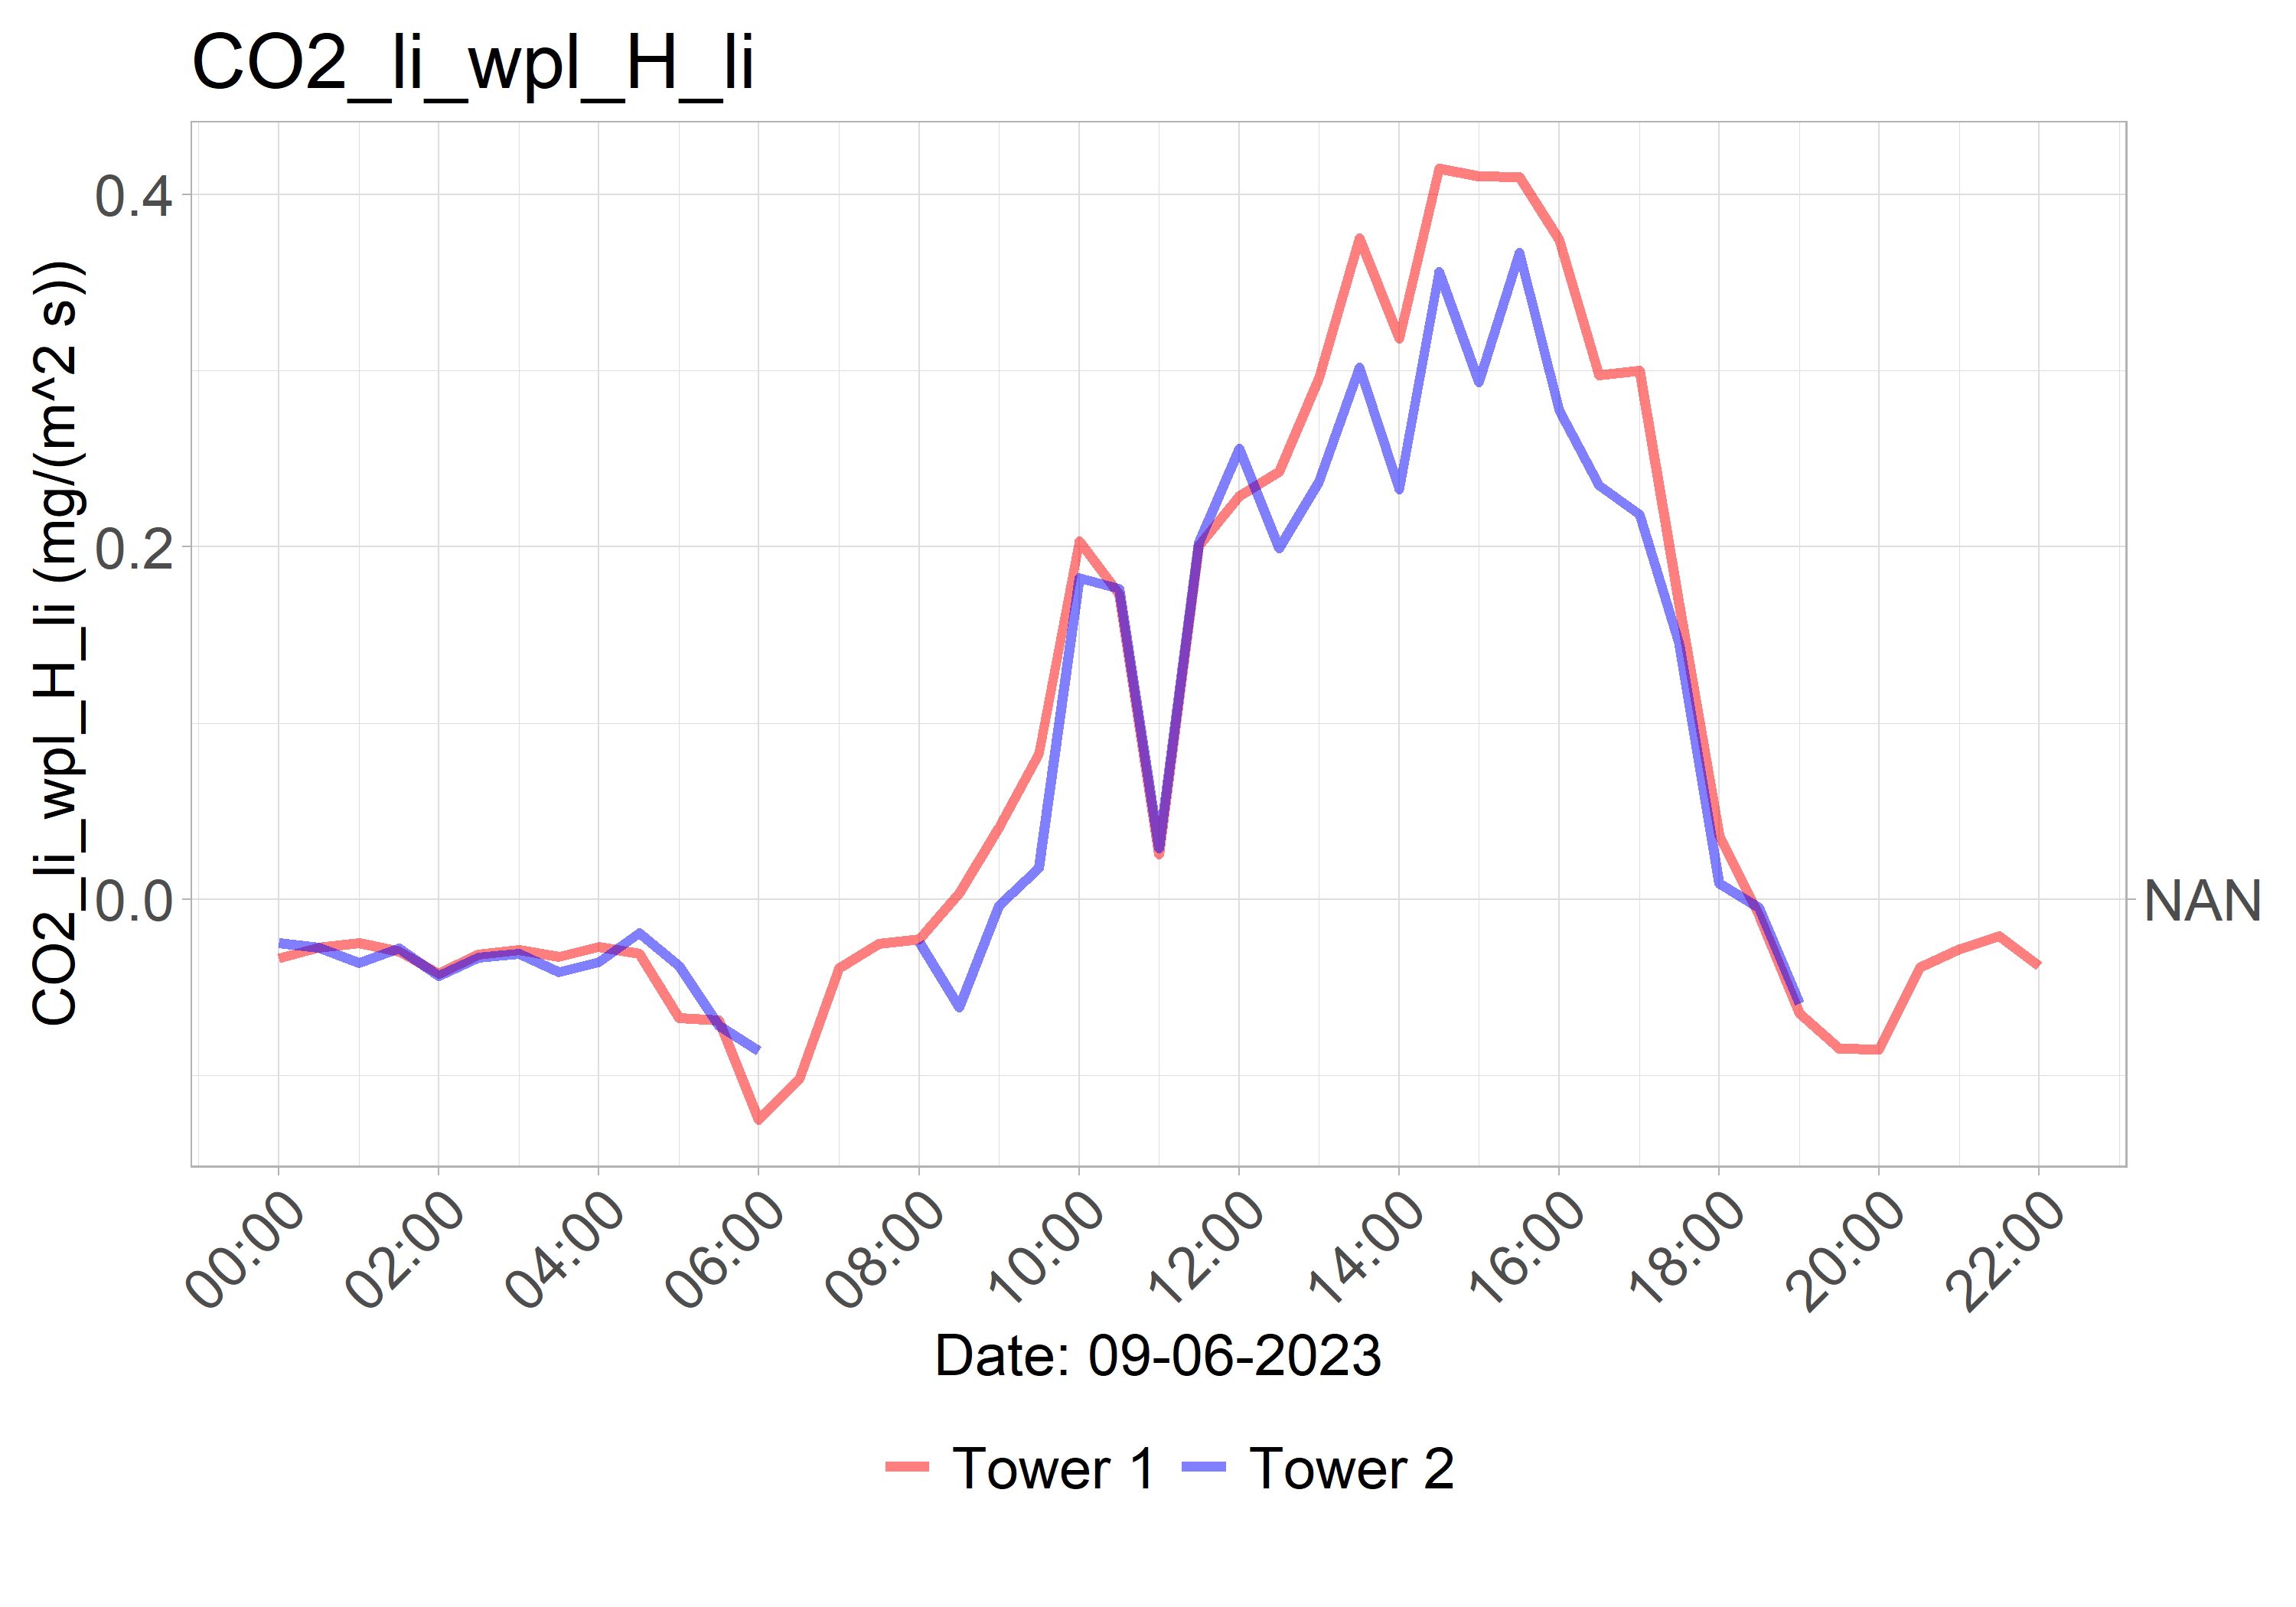 CO2_li_wpl_H_li
CO2_li_wpl_H_li (mg/(m^2 s))
0.4
0.2
0.0
NAN
00:00 02:00 04:00 06:00 08:00 10:00 12:00 14:00 16:00 18:00 20:00 22:00
Date: 09-06-2023
Tower 1 Tower 2